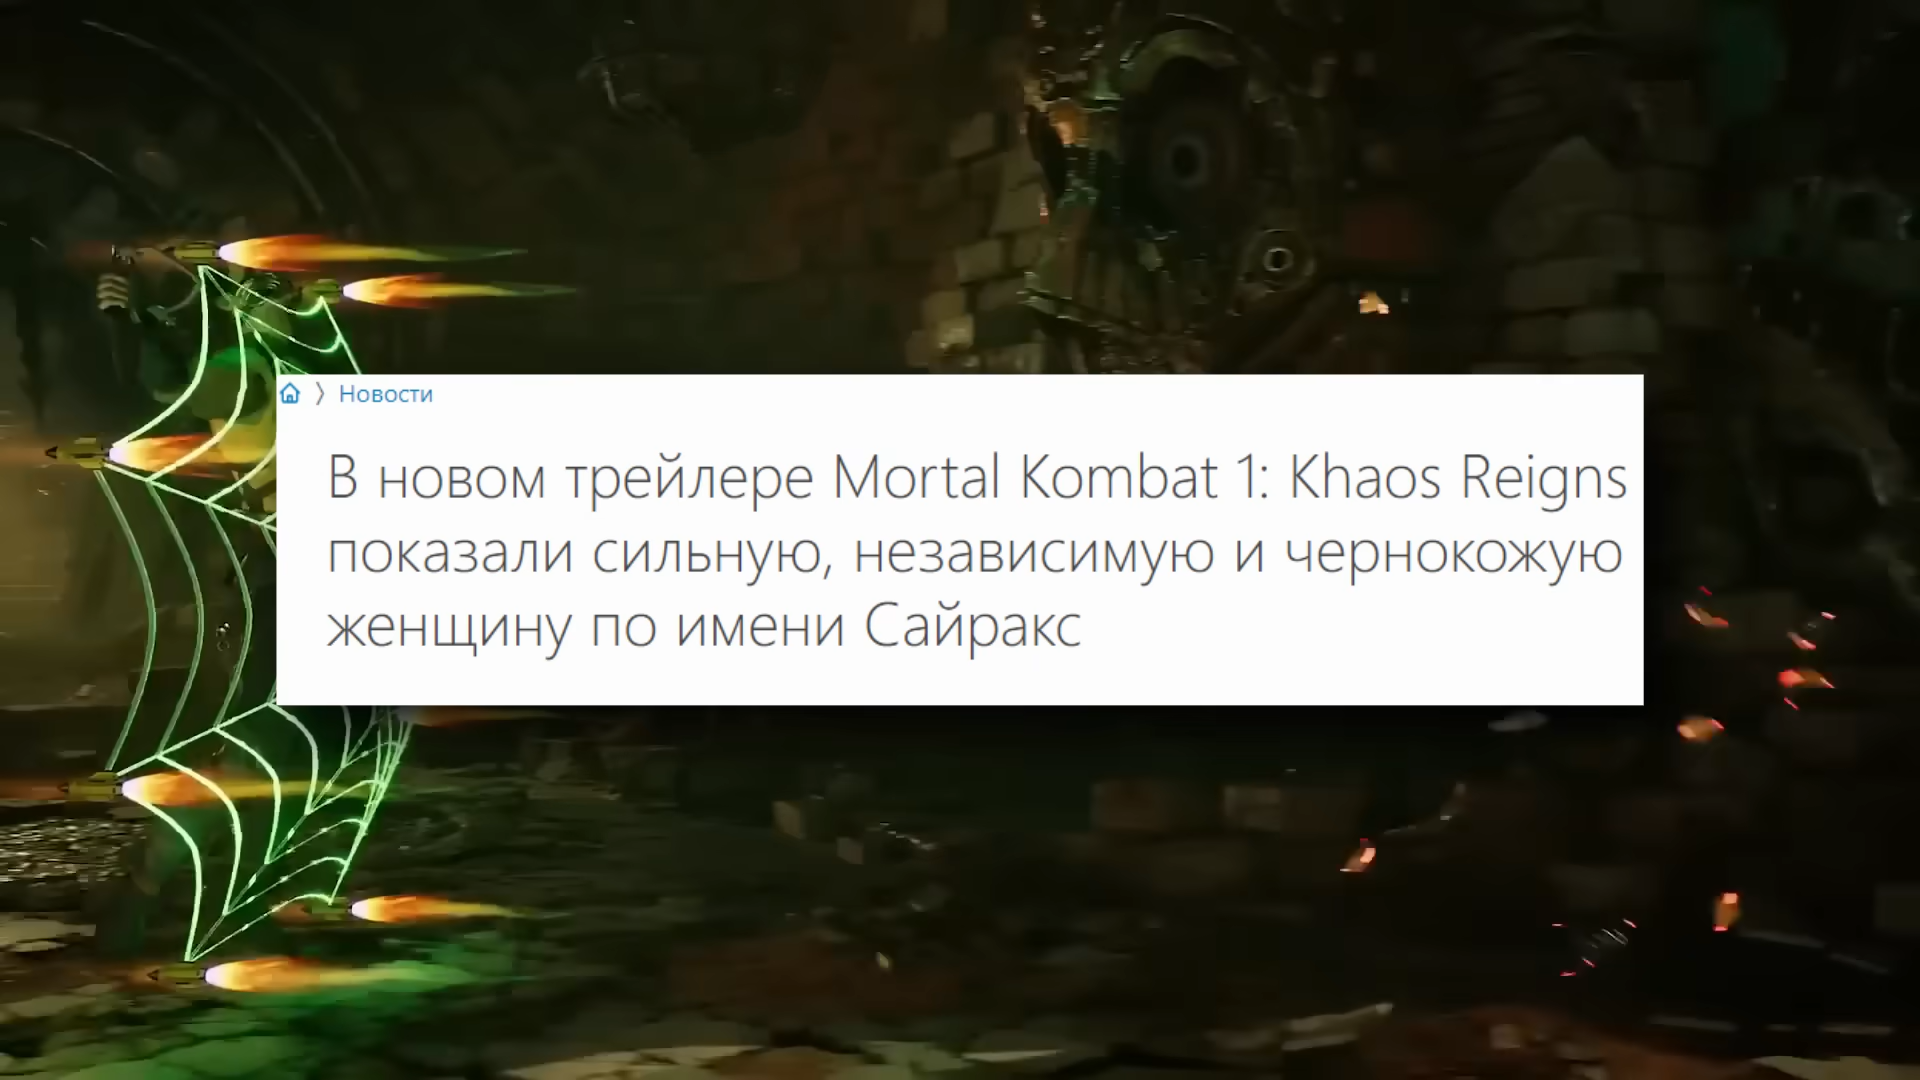 Новости
В новом трейлере Mortal Kombat 1: Khaos Reigns
показали сильную, независимую и чернокожую
женщину по имени Сайракс